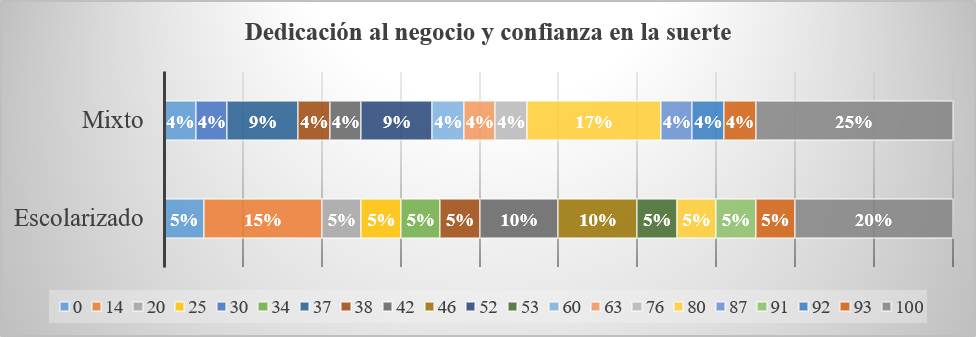 Dedicación al negocio y confianza en la suerte
Mixto
4% 4% 9% 4% 4% 9% 4% 4% 4% 17% 4% 4% 4% 25%
Escolarizado
5% 15% 5% 5% 5% 5% 10% 10% 5% 5% 5% 5% 20%
0 14 20 25 30 34 37 38 42 46 52 53 60 63 76 80 87 91 92 93 100